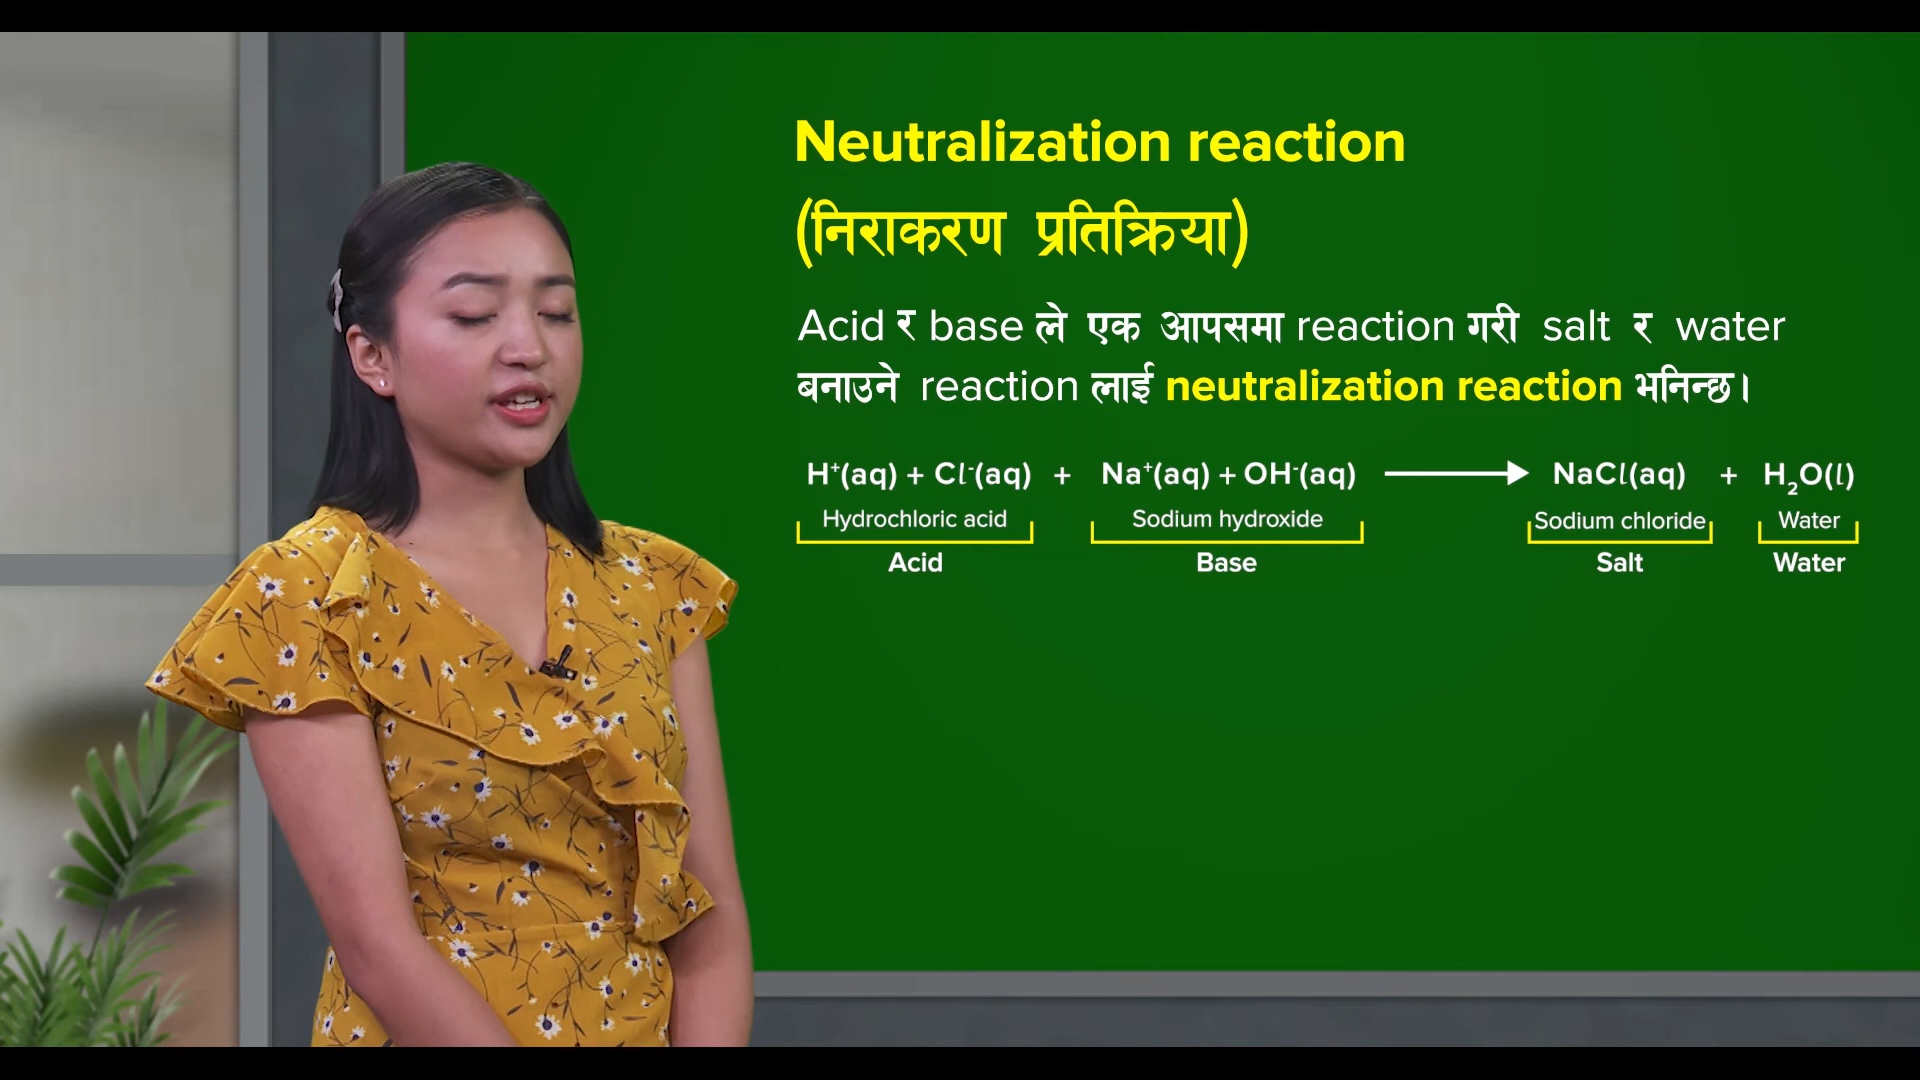 Neutralization reaction
(निराकरण प्रतिक्रिया)
Acid र base ले एक आपसमा reaction गरी salt र water
बनाउने reaction लाई neutralization reaction भनिन्छ।
H⁺(aq) + Cl⁻(aq) + Na⁺(aq) + OH⁻(aq) ⟶ NaCl(aq) + H₂O(l)
Hydrochloric acid Sodium hydroxide Sodium chloride Water
Acid Base Salt Water